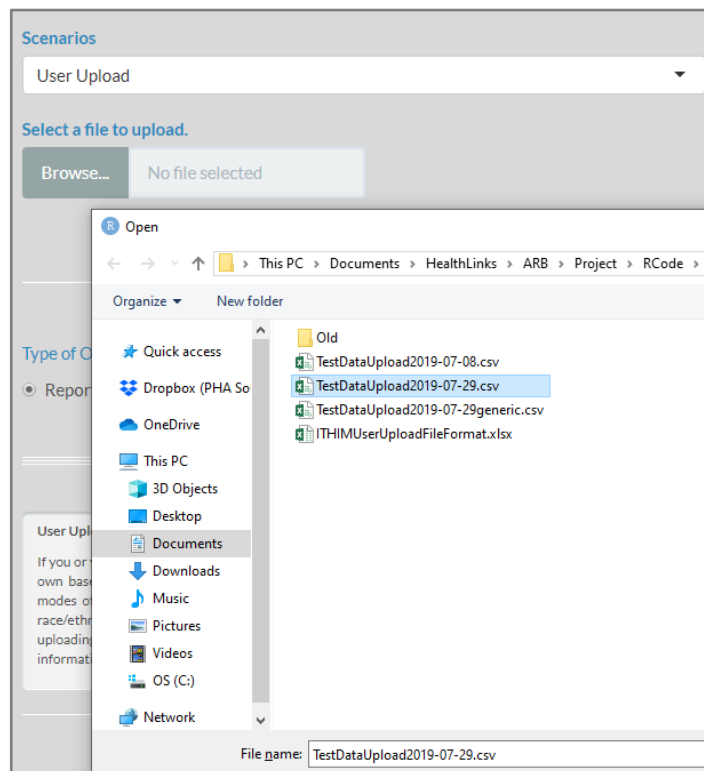 Scenarios
User Upload
Select a file to upload.
Browse... No file selected
R Open
This PC > Documents > HealthLinks > ARB > Project > RCode >
Organize New folder
Quick access
Dropbox (PHA So
OneDrive
This PC
3D Objects
Desktop
Documents
Downloads
Music
Pictures
Videos
OS (C:)
Network
Old
TestDataUpload2019-07-08.csv
TestDataUpload2019-07-29.csv
TestDataUpload2019-07-29generic.csv
ITHIMUserUploadFileFormat.xlsx
File name: TestDataUpload2019-07-29.csv
Type of O
Repor
User Upl
If you or
own base
modes of
race/ethn
uploading
informati